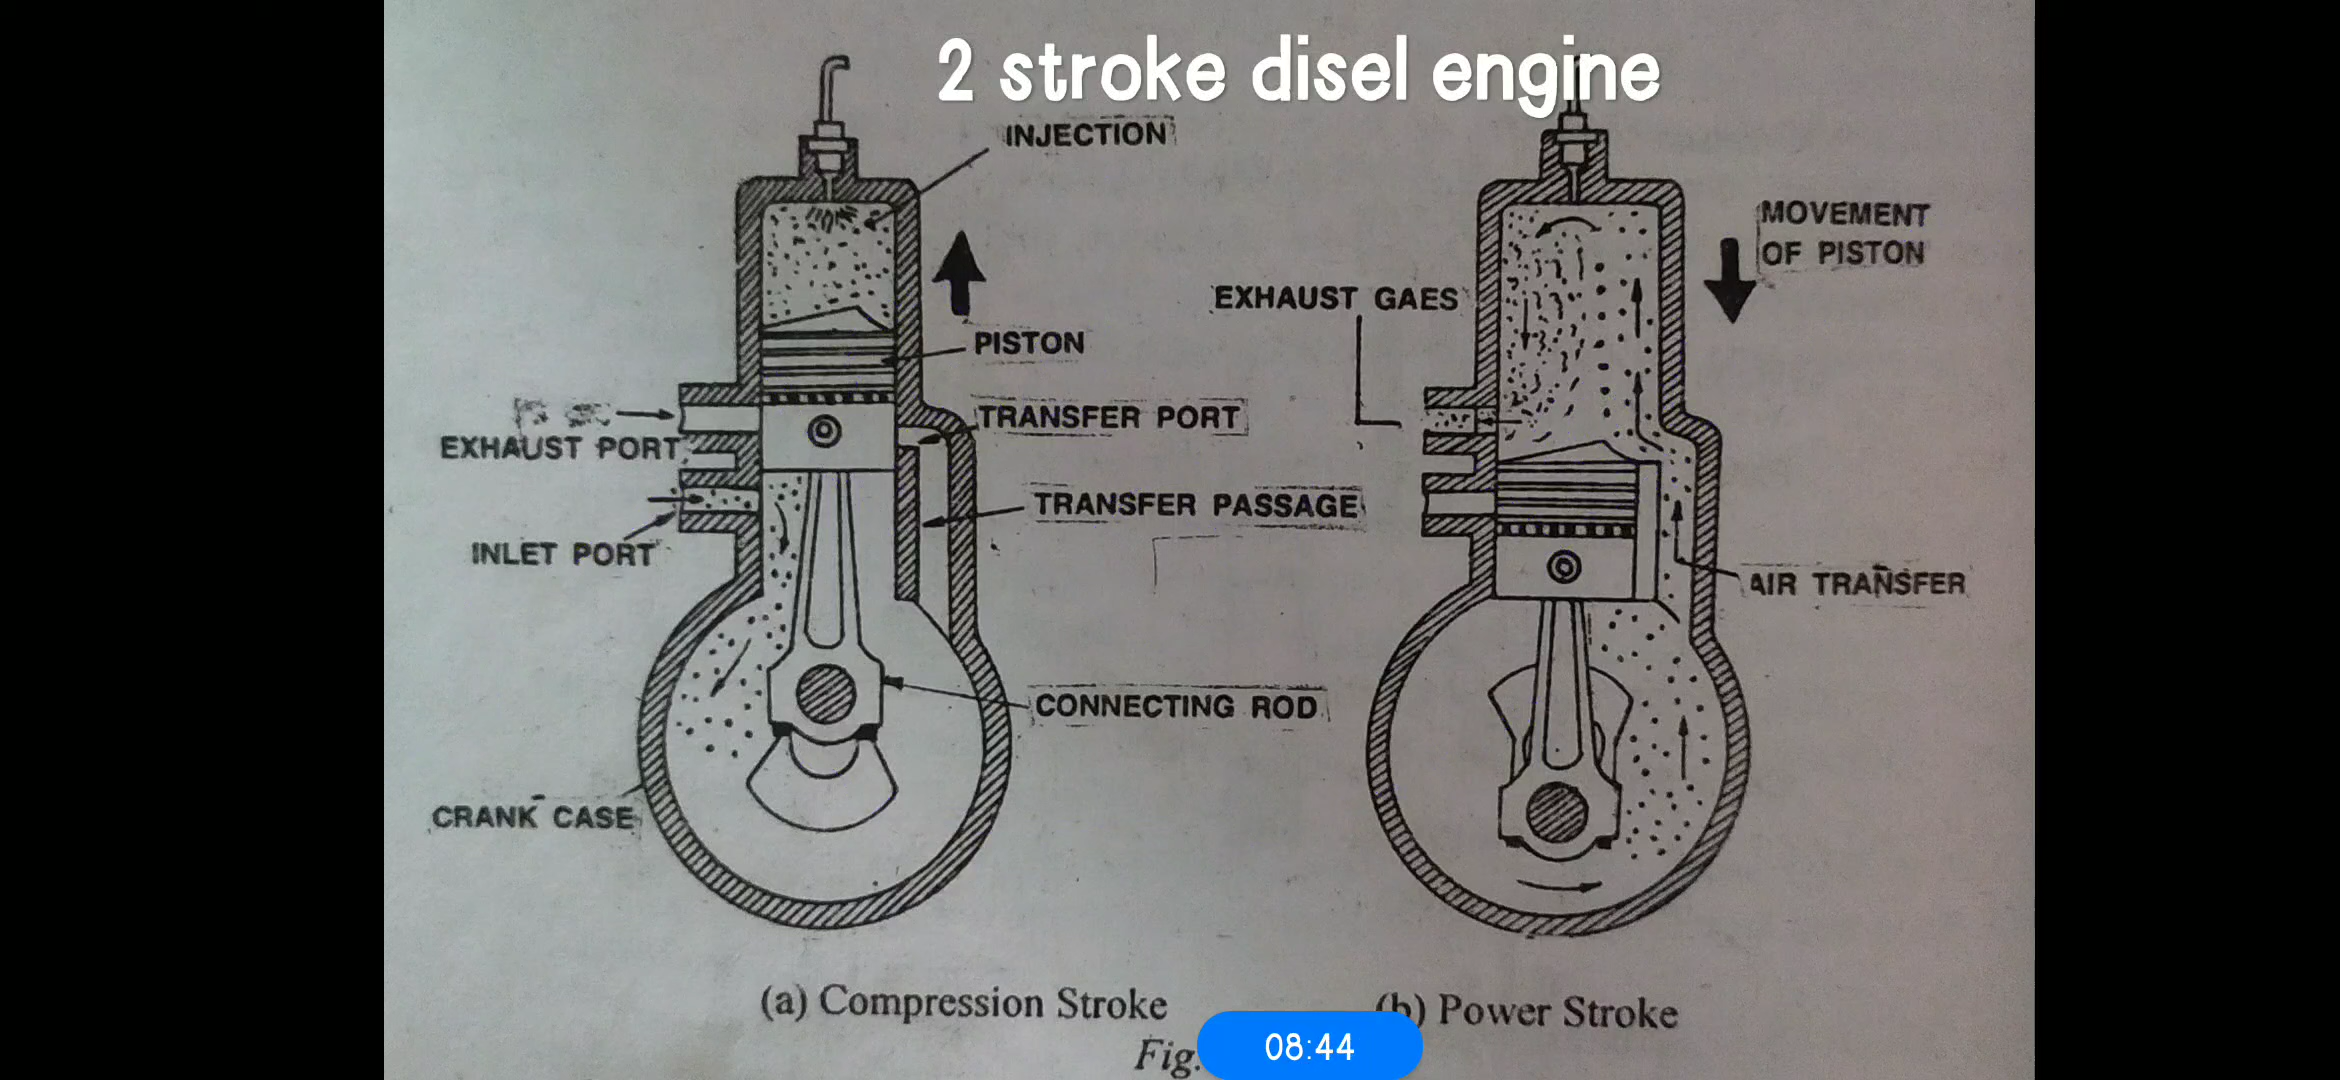 2 stroke disel engine
INJECTION
MOVEMENT
OF PISTON
EXHAUST GAES
PISTON
TRANSFER PORT
EXHAUST PORT
TRANSFER PASSAGE
INLET PORT
AIR TRANSFER
CONNECTING ROD
CRANK CASE
(a) Compression Stroke
(b) Power Stroke
Fig.
08:44